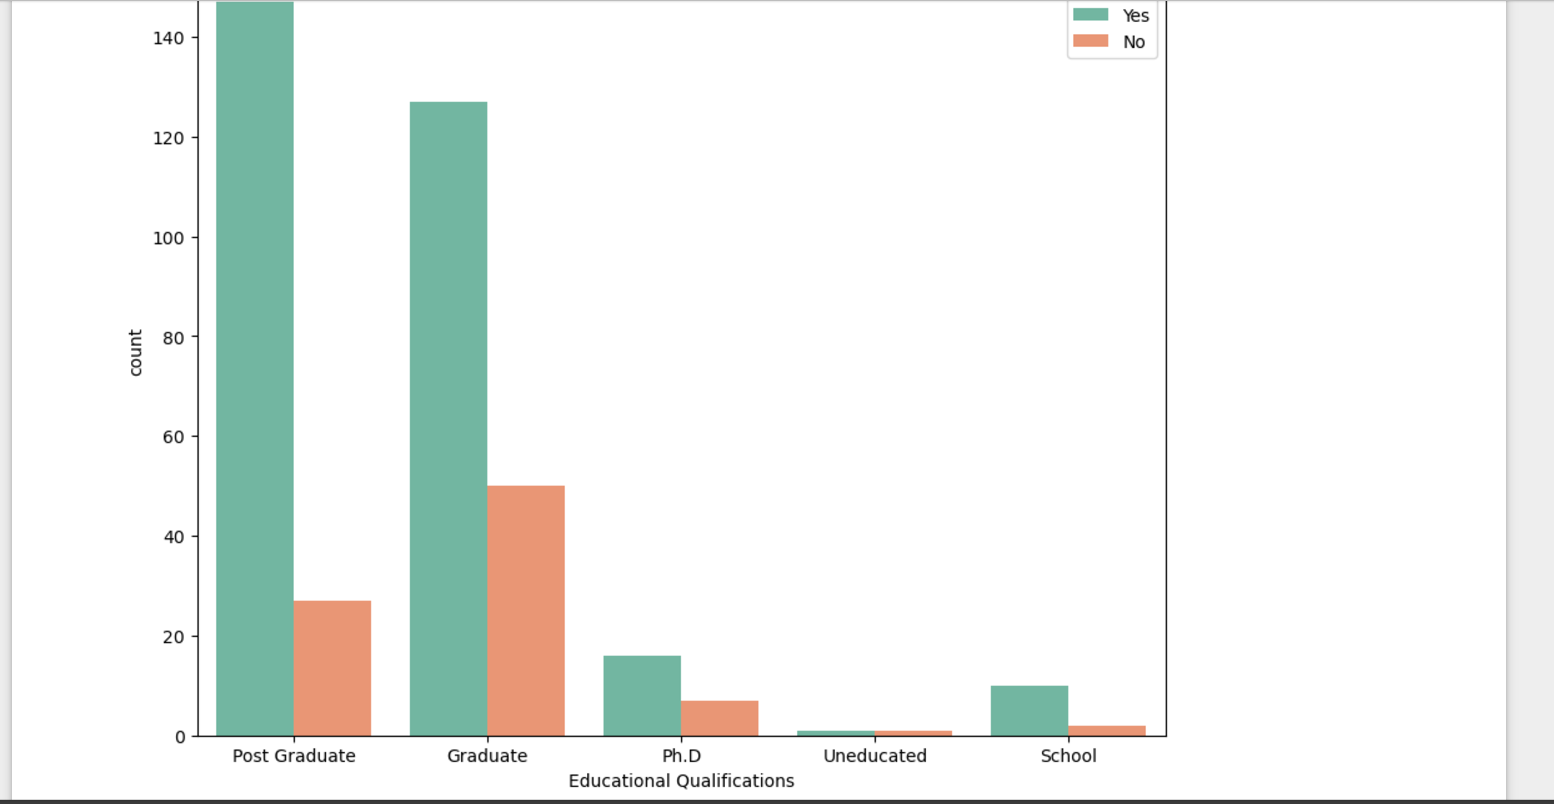 Yes
No
140
120
100
80
60
40
20
0
count
Post Graduate
Graduate
Ph.D
Uneducated
School
Educational Qualifications